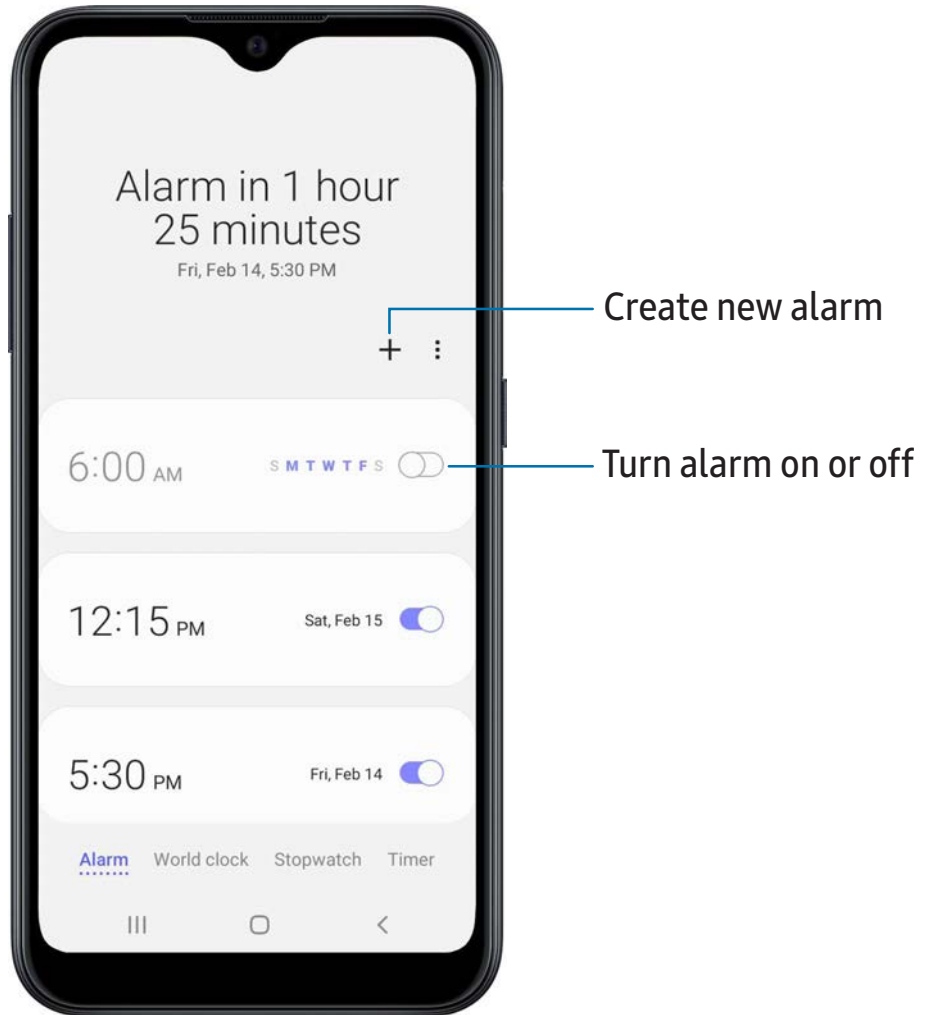 Alarm in 1 hour
25 minutes
Fri, Feb 14, 5:30 PM
Create new alarm
6:00 AM S M T W T F S
Turn alarm on or off
12:15 PM Sat, Feb 15
5:30 PM Fri, Feb 14
Alarm World clock Stopwatch Timer